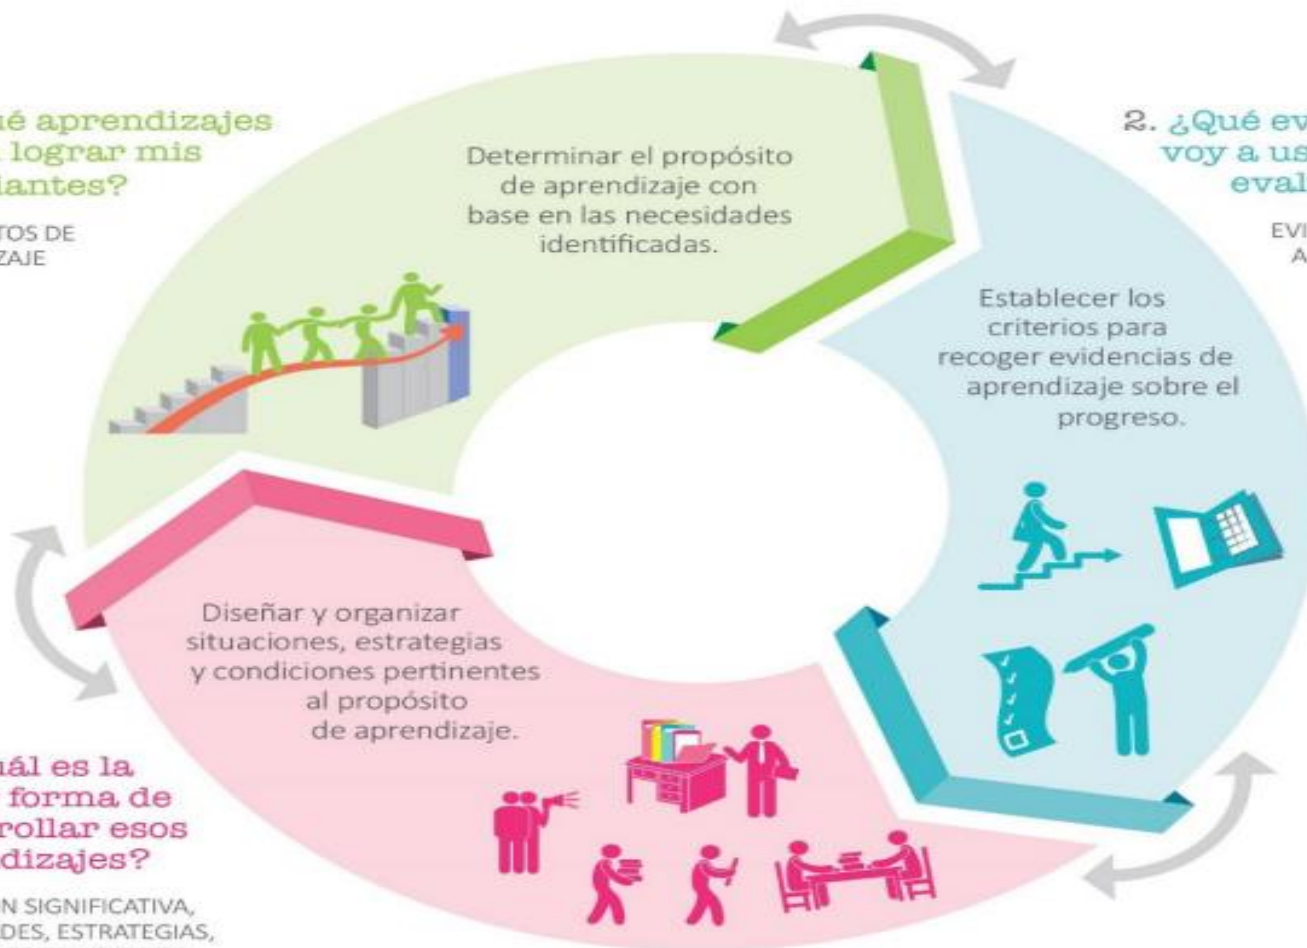 ué aprendizajes
lograr mis
iantes?
TOS DE
ZAJE
Determinar el propósito
de aprendizaje con
base en las necesidades
identificadas.
2. ¿Qué ev
voy a us
eval
EVI
A
Establecer los
criterios para
recoger evidencias de
aprendizaje sobre el
progreso.
Diseñar y organizar
situaciones, estrategias
y condiciones pertinentes
al propósito
de aprendizaje.
uál es la
forma de
rollar esos
dizajes?
N SIGNIFICATIVA,
DES, ESTRATEGIAS,